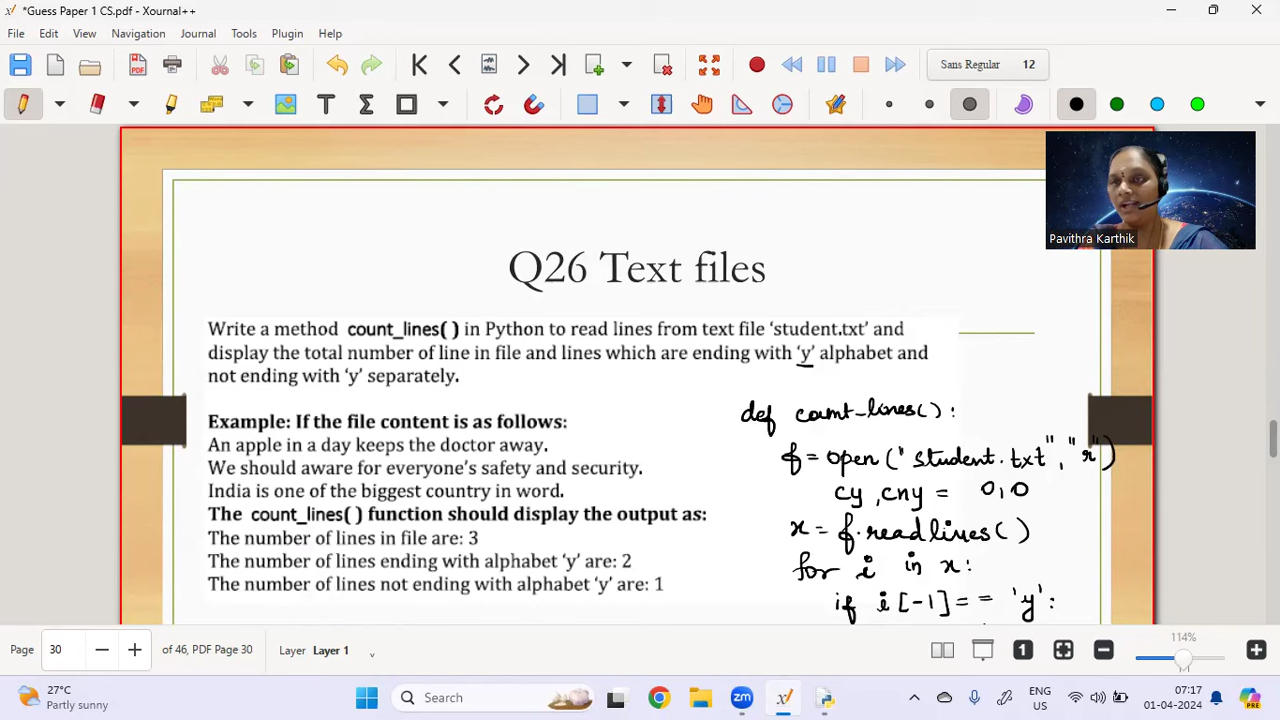 *Guess Paper 1 CS.pdf - Xournal++
File Edit View Navigation Journal Tools Plugin Help
Sans Regular 12
Pavithra Karthik
Q26 Text files
Write a method count_lines( ) in Python to read lines from text file ‘student.txt’ and
display the total number of line in file and lines which are ending with ‘y’ alphabet and
not ending with ‘y’ separately.
Example: If the file content is as follows:
An apple in a day keeps the doctor away.
We should aware for everyone’s safety and security.
India is one of the biggest country in word.
The count_lines( ) function should display the output as:
The number of lines in file are: 3
The number of lines ending with alphabet ‘y’ are: 2
The number of lines not ending with alphabet ‘y’ are: 1
def count_lines():
f = open ("student.txt", "r")
cy, cny = 0,0
x = f.readlines()
for i in x:
if i[-1] == 'y':
Page 30 of 46, PDF Page 30 Layer Layer 1
114%
27°C
Partly sunny
Search
zm
ENG
US
07:17
01-04-2024
PRE